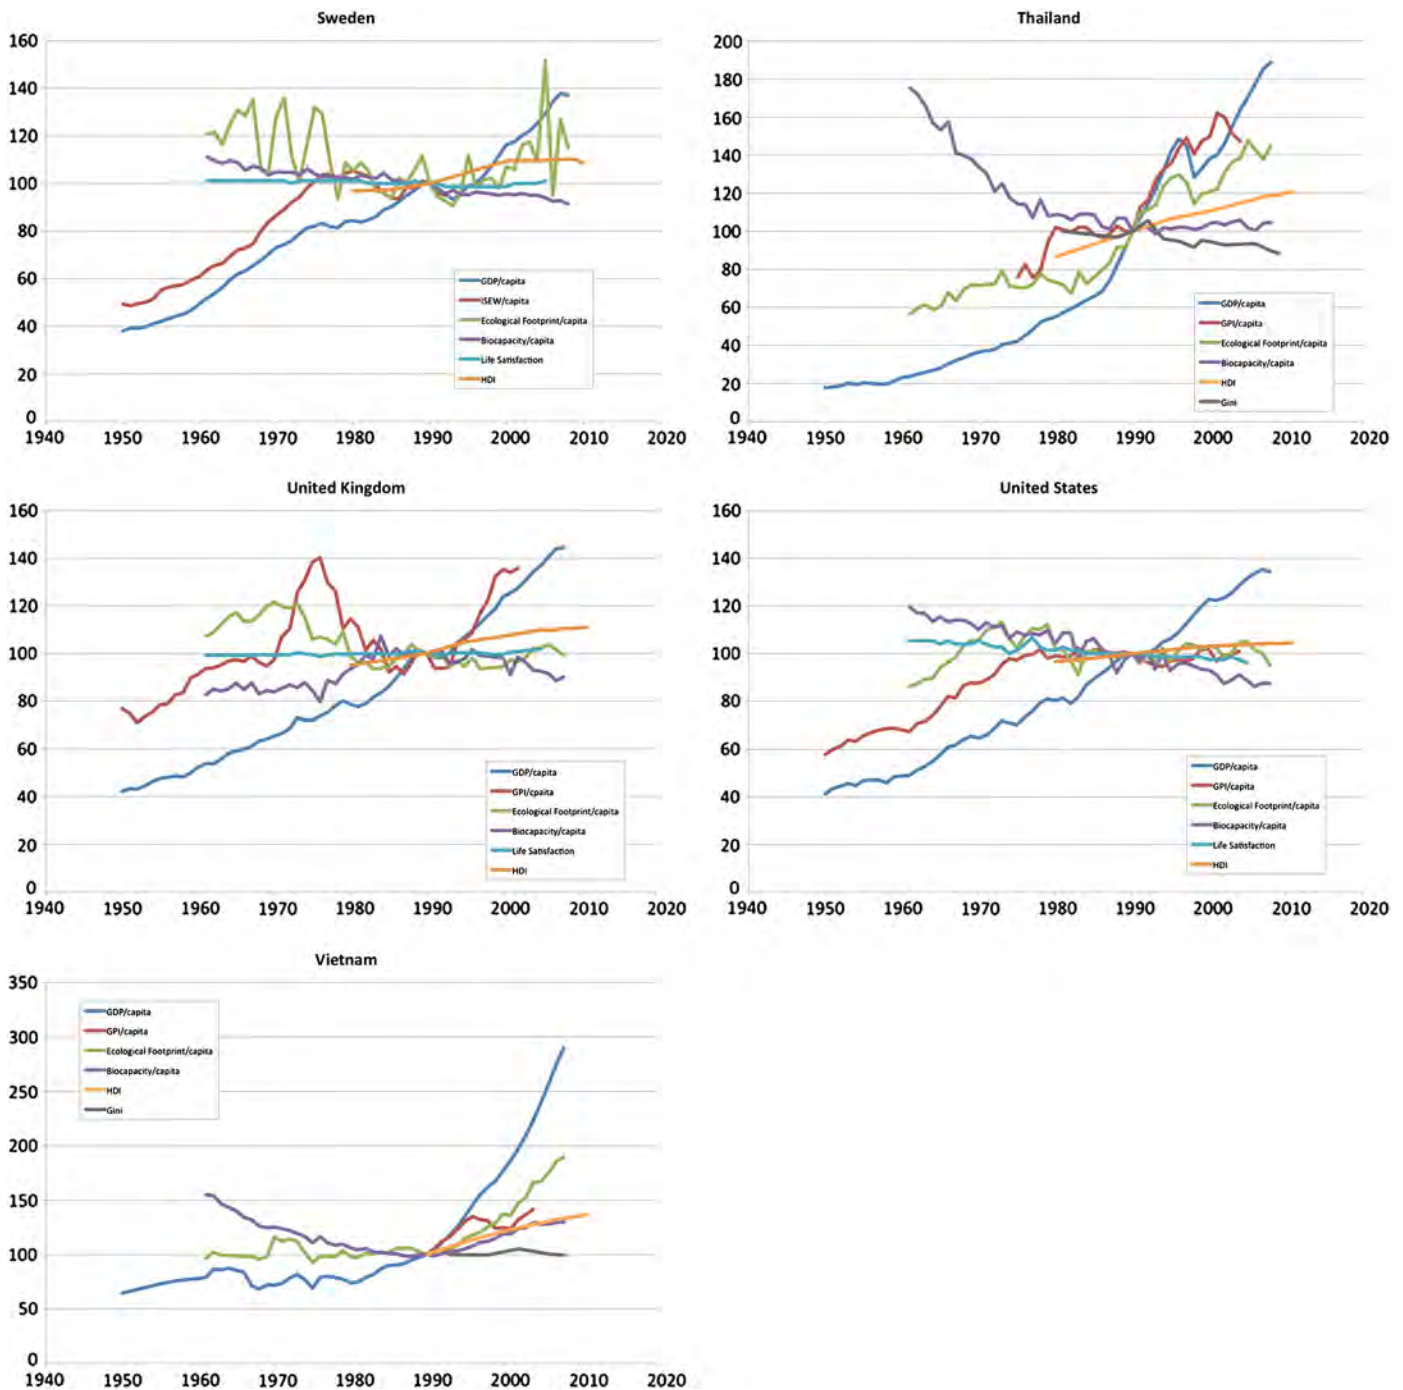 Sweden
160
140
120
100
80
60
40
20
0
1940 1950 1960 1970 1980 1990 2000 2010 2020
GDP/capita
ISEW/capita
Ecological Footprint/capita
Biocapacity/capita
Life Satisfaction
HDI
Thailand
200
180
160
140
120
100
80
60
40
20
0
1940 1950 1960 1970 1980 1990 2000 2010 2020
GDP/capita
GPI/capita
Ecological Footprint/capita
Biocapacity/capita
HDI
Gini
United Kingdom
160
140
120
100
80
60
40
20
0
1940 1950 1960 1970 1980 1990 2000 2010 2020
GDP/capita
GPI/cpaita
Ecological Footprint/capita
Biocapacity/capita
Life Satisfaction
HDI
United States
160
140
120
100
80
60
40
20
0
1940 1950 1960 1970 1980 1990 2000 2010 2020
GDP/capita
GPI/capita
Ecological Footprint/capita
Biocapacity/capita
Life Satisfaction
HDI
Vietnam
350
300
250
200
150
100
50
0
1940 1950 1960 1970 1980 1990 2000 2010 2020
GDP/capita
GPI/capita
Ecological Footprint/capita
Biocapacity/capita
HDI
Gini